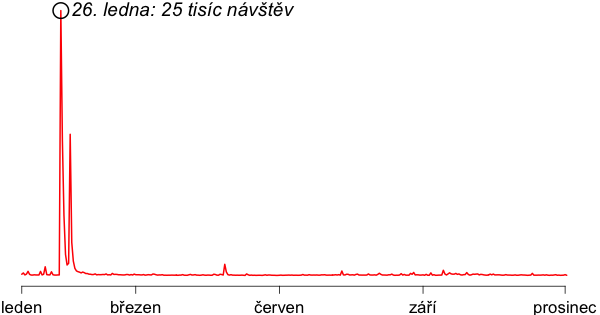 26. ledna: 25 tisíc návštěv
leden březen červen září prosinec